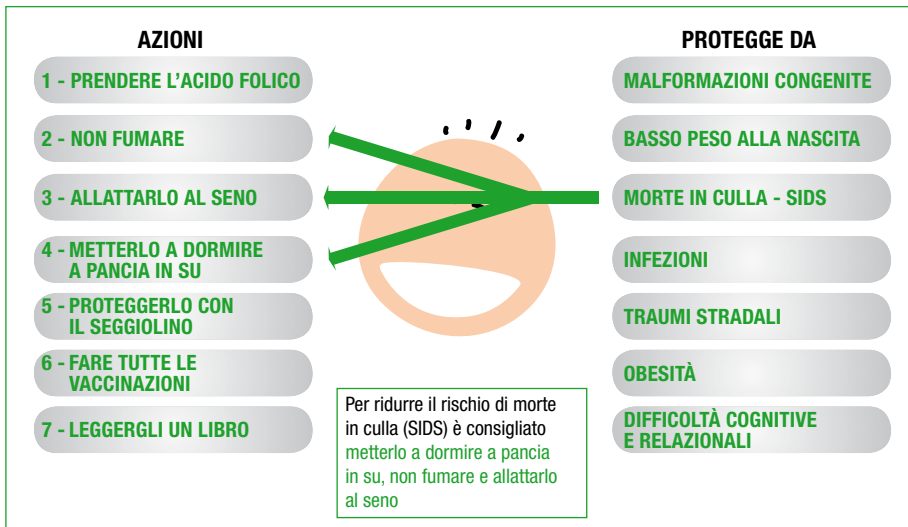 AZIONI
1 - PRENDERE L'ACIDO FOLICO
2 - NON FUMARE
3 - ALLATTARLO AL SENO
4 - METTERLO A DORMIRE
A PANCIA IN SU
5 - PROTEGGERLO CON
IL SEGGIOLINO
6 - FARE TUTTE LE
VACCINAZIONI
7 - LEGGERGLI UN LIBRO
Per ridurre il rischio di morte
in culla (SIDS) è consigliato
metterlo a dormire a pancia
in su, non fumare e allattarlo
al seno
PROTEGGE DA
MALFORMAZIONI CONGENITE
BASSO PESO ALLA NASCITA
MORTE IN CULLA - SIDS
INFEZIONI
TRAUMI STRADALI
OBESITÀ
DIFFICOLTÀ COGNITIVE
E RELAZIONALI